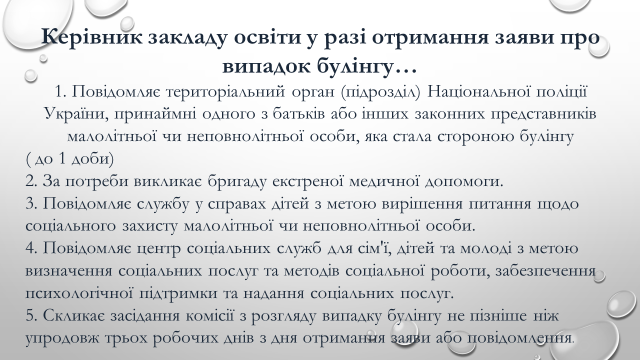 Керівник закладу освіти у разі отримання заяви про
випадок булінгу…
1. Повідомляє територіальний орган (підрозділ) Національної поліції
України, принаймні одного з батьків або інших законних представників
малолітньої чи неповнолітньої особи, яка стала стороною булінгу
( до 1 доби)
2. За потреби викликає бригаду екстреної медичної допомоги.
3. Повідомляє службу у справах дітей з метою вирішення питання щодо
соціального захисту малолітньої чи неповнолітньої особи.
4. Повідомляє центр соціальних служб для сім'ї, дітей та молоді з метою
визначення соціальних послуг та методів соціальної роботи, забезпечення
психологічної підтримки та надання соціальних послуг.
5. Скликає засідання комісії з розгляду випадку булінгу не пізніше ніж
упродовж трьох робочих днів з дня отримання заяви або повідомлення.